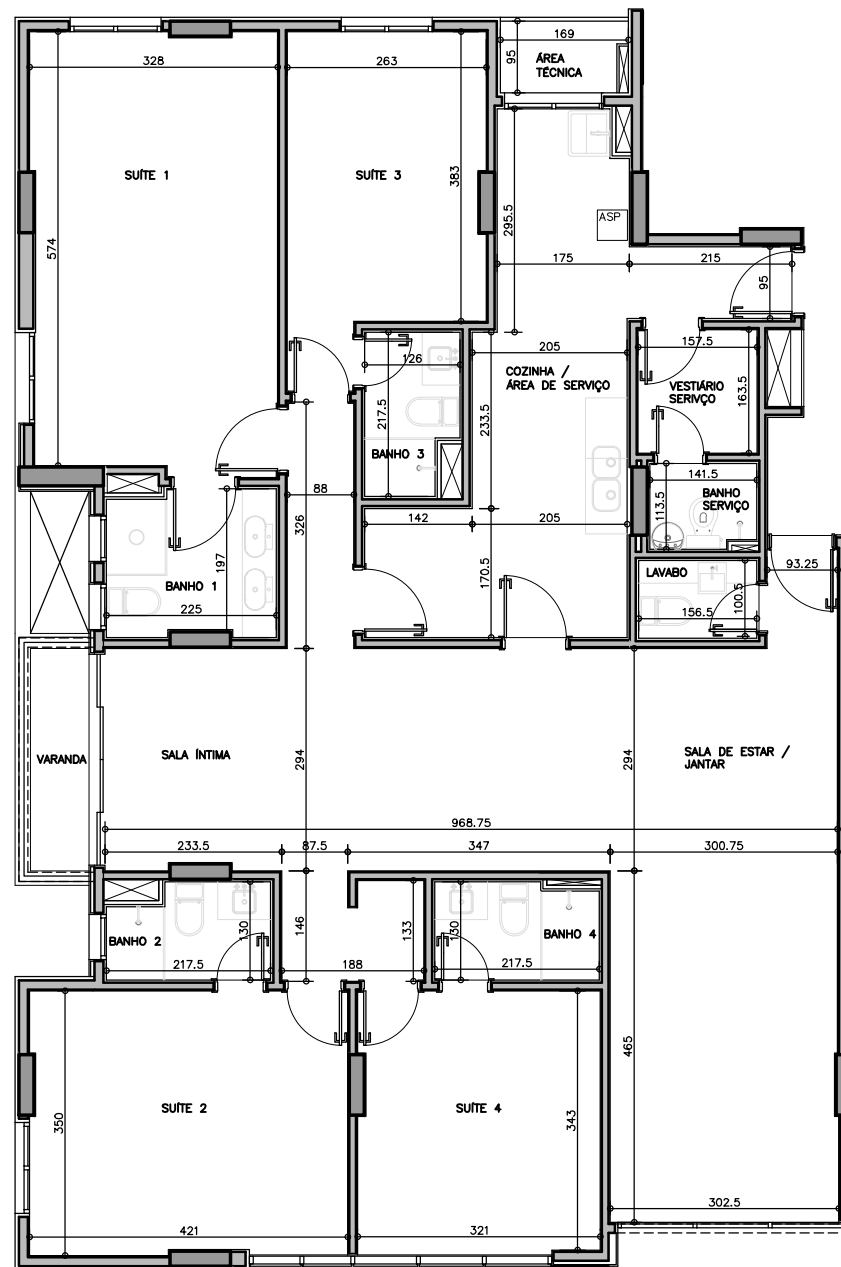 169
95
ÁREA
TÉCNICA
328
263
SUÍTE 1
SUÍTE 3
383
574
295.5
ASP
175
215
95
126
217.5
BANHO 3
205
COZINHA /
ÁREA DE SERVIÇO
233.5
157.5
VESTIÁRIO
SERIVÇO
163.5
88
326
142
205
170.5
141.5
113.5
BANHO
SERVIÇO
197
BANHO 1
225
LAVABO
156.5
100.5
93.25
VARANDA
SALA ÍNTIMA
294
294
SALA DE ESTAR /
JANTAR
968.75
233.5
87.5
347
300.75
BANHO 2
130
217.5
146
188
133
130
BANHO 4
217.5
465
SUÍTE 2
350
421
SUÍTE 4
343
321
302.5